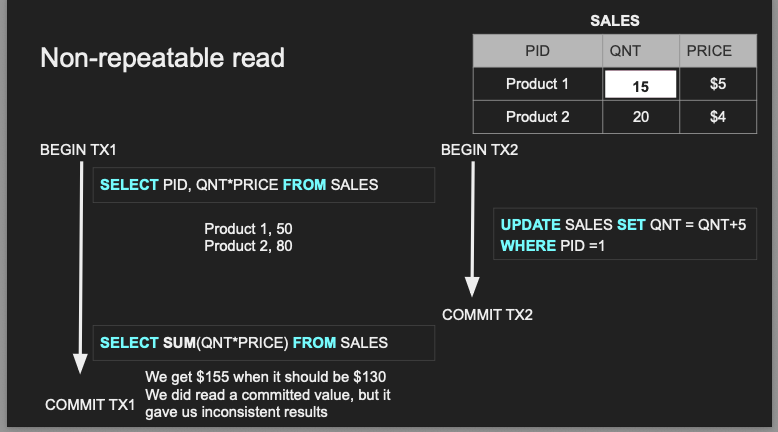 Non-repeatable read
SALES
PID QNT PRICE
Product 1 15 $5
Product 2 20 $4
BEGIN TX1
SELECT PID, QNT*PRICE FROM SALES
Product 1, 50
Product 2, 80
BEGIN TX2
UPDATE SALES SET QNT = QNT+5
WHERE PID =1
COMMIT TX2
SELECT SUM(QNT*PRICE) FROM SALES
We get $155 when it should be $130
We did read a committed value, but it
gave us inconsistent results
COMMIT TX1